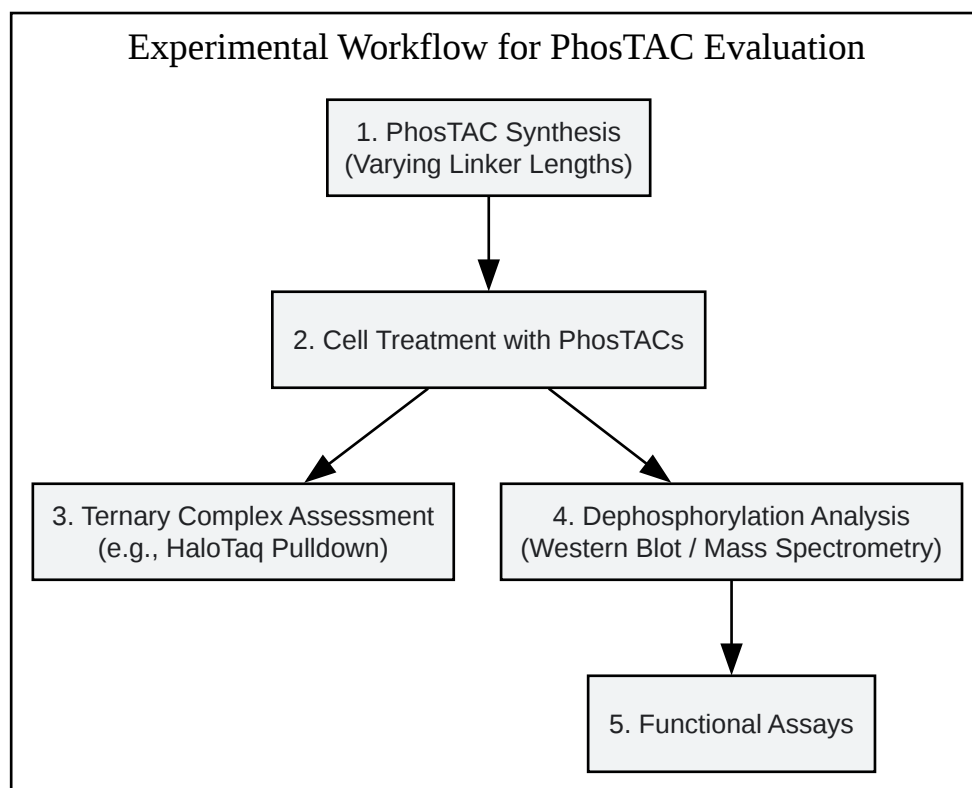 Experimental Workflow for PhosTAC Evaluation
1. PhosTAC Synthesis
(Varying Linker Lengths)
2. Cell Treatment with PhosTACs
3. Ternary Complex Assessment
(e.g., HaloTaq Pulldown)
4. Dephosphorylation Analysis
(Western Blot / Mass Spectrometry)
5. Functional Assays